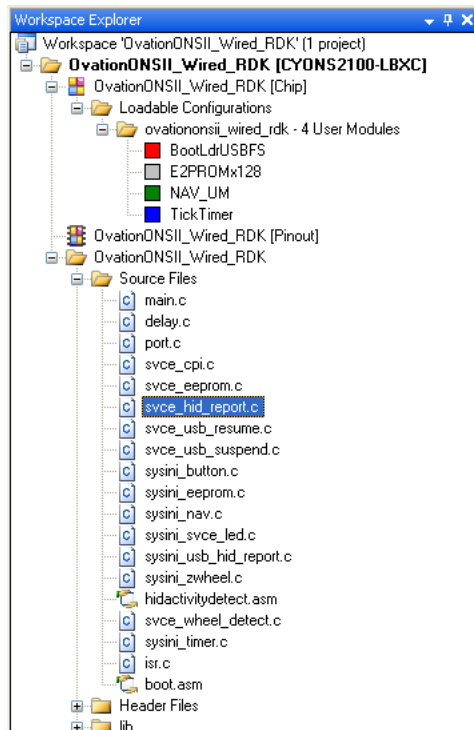 Workspace Explorer
Workspace 'OvationONSII_Wired_RDK' (1 project)
OvationONSII_Wired_RDK [CYONS2100-LBXC]
OvationONSII_Wired_RDK [Chip]
Loadable Configurations
ovationonsii_wired_rdk - 4 User Modules
BootLdrUSBFS
E2PROMx128
NAV_UM
TickTimer
OvationONSII_Wired_RDK [Pinout]
OvationONSII_Wired_RDK
Source Files
main.c
delay.c
port.c
svce_cpi.c
svce_eeprom.c
svce_hid_report.c
svce_usb_resume.c
svce_usb_suspend.c
sysini_button.c
sysini_eeprom.c
sysini_nav.c
sysini_svce_led.c
sysini_usb_hid_report.c
sysini_zwheel.c
hidactivitydetect.asm
svce_wheel_detect.c
sysini_timer.c
isr.c
boot.asm
Header Files
lib